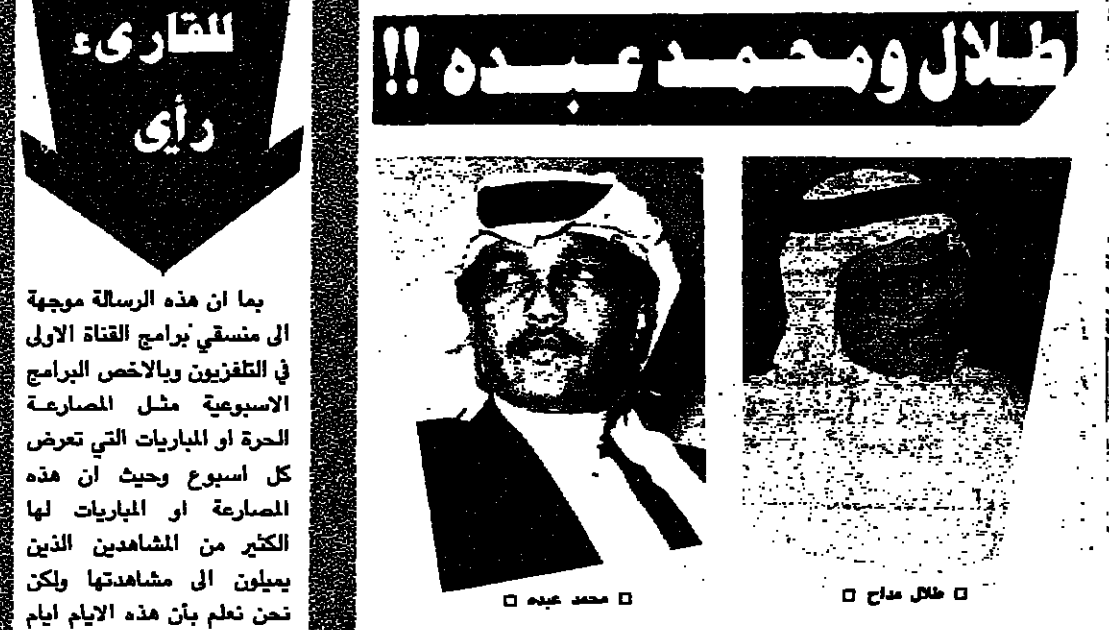 طلال ومحمد عبده !!
□ طلال مداح □
□ محمد عبده □
للقارىء
رأى
بما ان هذه الرسالة موجهة
الى منسقي برامج القناة الاولى
في التلفزيون وبالاخص البرامج
الاسبوعية مثل المصارعة
الحرة او المباريات التي تعرض
كل اسبوع وحيث ان هذه
المصارعة او المباريات لها
الكثير من المشاهدين الذين
يميلون الى مشاهدتها ولكن
نحن نعلم بأن هذه الايام ايام